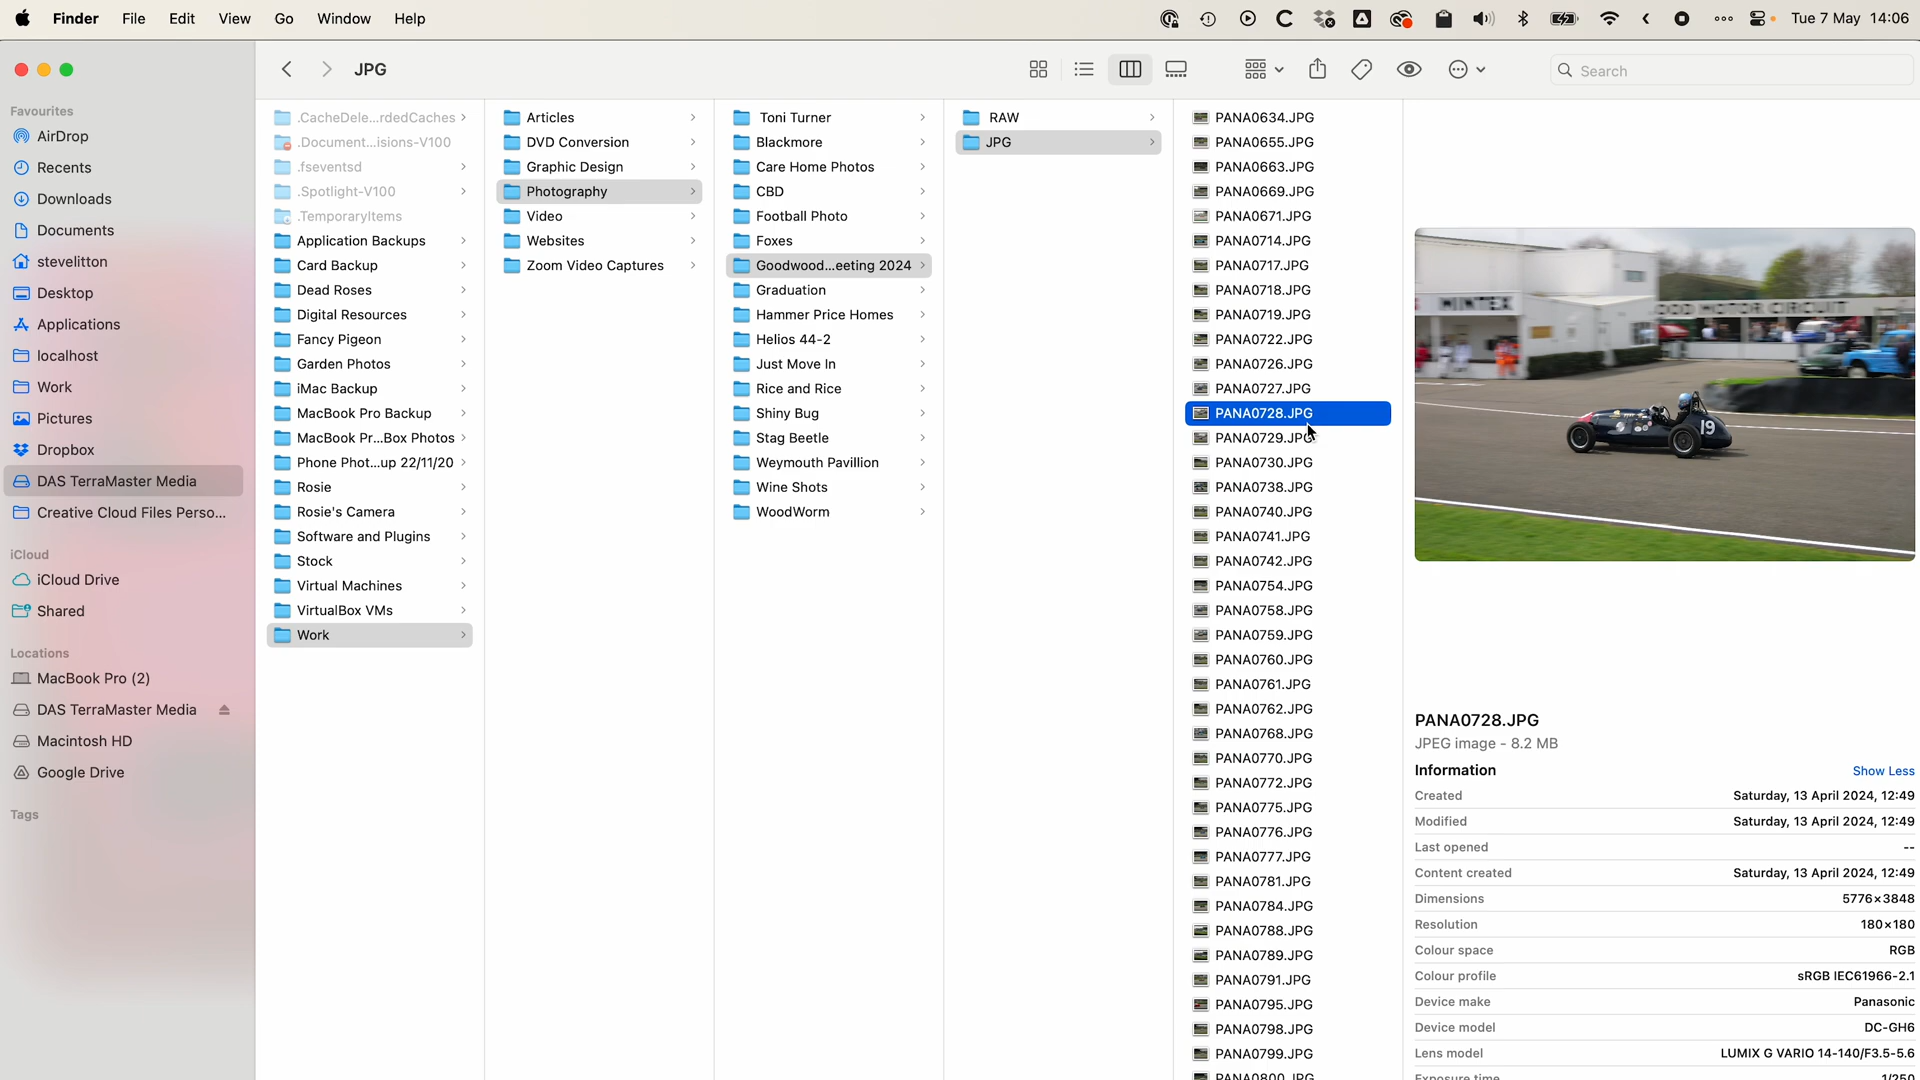 Finder File Edit View Go Window Help
Tue 7 May 14:06
JPG
Search
Favourites
AirDrop
Recents
Downloads
Documents
stevelitton
Desktop
Applications
localhost
Work
Pictures
Dropbox
DAS TerraMaster Media
Creative Cloud Files Perso...
iCloud
iCloud Drive
Shared
Locations
MacBook Pro (2)
DAS TerraMaster Media
Macintosh HD
Google Drive
Tags
.CacheDele...rdedCaches
.Document...isions-V100
.fseventsd
.Spotlight-V100
.TemporaryItems
Application Backups
Card Backup
Dead Roses
Digital Resources
Fancy Pigeon
Garden Photos
iMac Backup
MacBook Pro Backup
MacBook Pr...Box Photos
Phone Phot...up 22/11/20
Rosie
Rosie's Camera
Software and Plugins
Stock
Virtual Machines
VirtualBox VMs
Work
Articles
DVD Conversion
Graphic Design
Photography
Video
Websites
Zoom Video Captures
Toni Turner
Blackmore
Care Home Photos
CBD
Football Photo
Foxes
Goodwood...eeting 2024
Graduation
Hammer Price Homes
Helios 44-2
Just Move In
Rice and Rice
Shiny Bug
Stag Beetle
Weymouth Pavillion
Wine Shots
WoodWorm
RAW
JPG
PANA0634.JPG
PANA0655.JPG
PANA0663.JPG
PANA0669.JPG
PANA0671.JPG
PANA0714.JPG
PANA0717.JPG
PANA0718.JPG
PANA0719.JPG
PANA0722.JPG
PANA0726.JPG
PANA0727.JPG
PANA0728.JPG
PANA0729.JPG
PANA0730.JPG
PANA0738.JPG
PANA0740.JPG
PANA0741.JPG
PANA0742.JPG
PANA0754.JPG
PANA0758.JPG
PANA0759.JPG
PANA0760.JPG
PANA0761.JPG
PANA0762.JPG
PANA0768.JPG
PANA0770.JPG
PANA0772.JPG
PANA0775.JPG
PANA0776.JPG
PANA0777.JPG
PANA0781.JPG
PANA0784.JPG
PANA0788.JPG
PANA0789.JPG
PANA0791.JPG
PANA0795.JPG
PANA0798.JPG
PANA0799.JPG
PANA0800.JPG
MINTEX
OOD MOTOR CIRCUIT
19
PANA0728.JPG
JPEG image - 8.2 MB
Information Show Less
Created Saturday, 13 April 2024, 12:49
Modified Saturday, 13 April 2024, 12:49
Last opened --
Content created Saturday, 13 April 2024, 12:49
Dimensions 5776×3848
Resolution 180×180
Colour space RGB
Colour profile sRGB IEC61966-2.1
Device make Panasonic
Device model DC-GH6
Lens model LUMIX G VARIO 14-140/F3.5-5.6
Exposure time 1/250